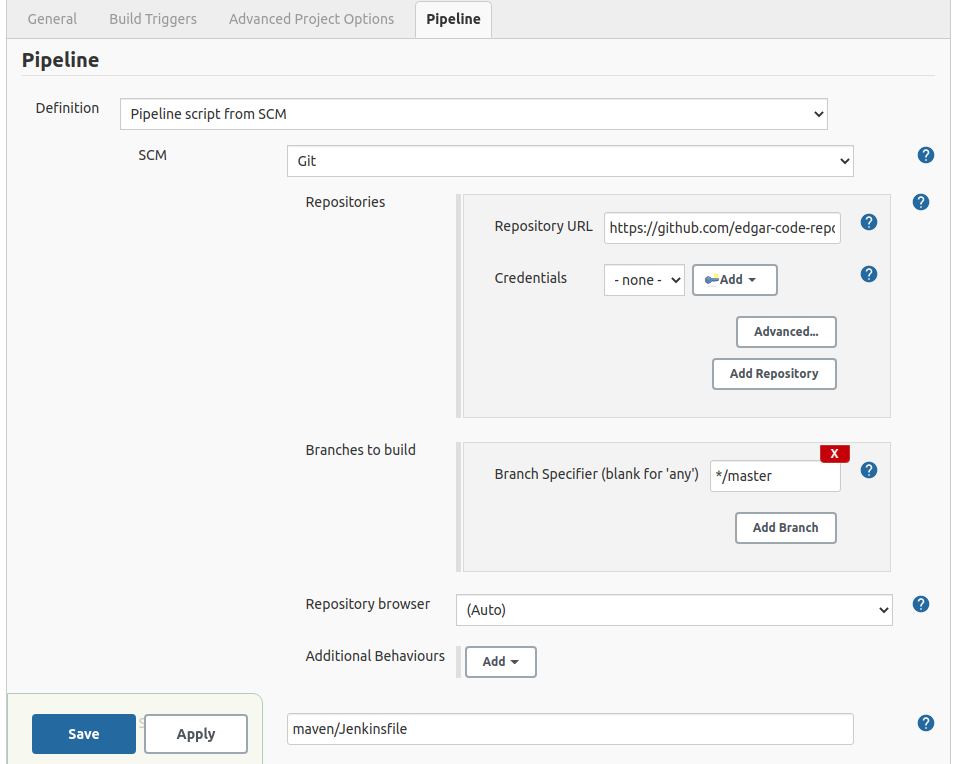 General Build Triggers Advanced Project Options Pipeline
Pipeline
Definition Pipeline script from SCM
SCM Git ?
Repositories ?
Repository URL https://github.com/edgar-code-repo ?
Credentials - none - Add ?
Advanced...
Add Repository
Branches to build X
Branch Specifier (blank for 'any') */master ?
Add Branch
Repository browser (Auto) ?
Additional Behaviours Add
Save Apply maven/Jenkinsfile ?